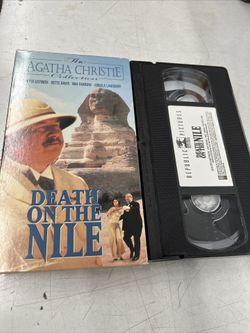 The
AGATHA CHRISTIE
Collection
PETER USTINOV BETTE DAVIS MIA FARROW ANGELA LANSBURY
DEATH
ON THE
NILE
REPUBLIC PICTURES
DEATH ON THE NILE